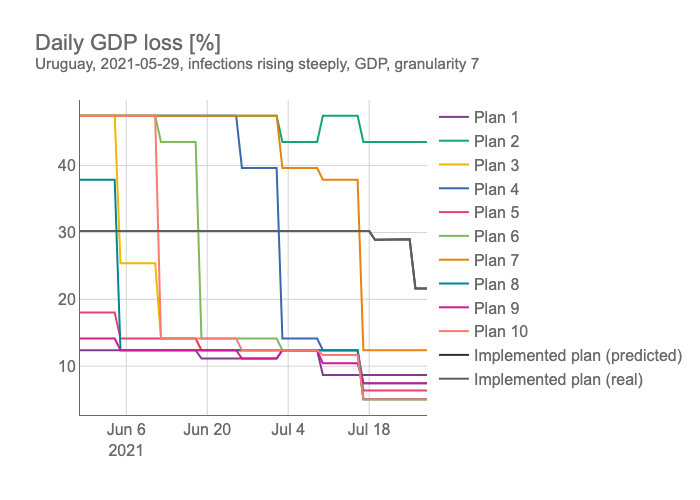 Daily GDP loss [%]
Uruguay, 2021-05-29, infections rising steeply, GDP, granularity 7
40
30
20
10
Jun 6
2021
Jun 20
Jul 4
Jul 18
Plan 1
Plan 2
Plan 3
Plan 4
Plan 5
Plan 6
Plan 7
Plan 8
Plan 9
Plan 10
Implemented plan (predicted)
Implemented plan (real)